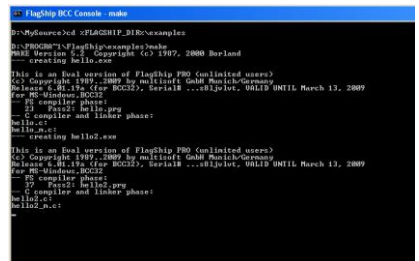 FlagShip BCC Console - make
D:\MySource>cd %FLAGSHIP_DIR%\examples
D:\PROGRA~1\FlagShip\examples>make
MAKE Version 5.2  Copyright (c) 1987, 2000 Borland
--- creating hello.exe
This is an Eval version of FlagShip PRO (unlimited users)
(c) Copyright 1989..2009 by multisoft GmbH Munich/Germany
Release 6.01.19a (for BCC32), Serial# ...s8ljvlvt, VALID UNTIL March 13, 2009
for MS-Windows,BCC32
-- FS compiler phase:
23   Pass2: hello.prg
-- C compiler and linker phase:
hello.c:
hello_m.c:
--- creating hello2.exe
This is an Eval version of FlagShip PRO (unlimited users)
(c) Copyright 1989..2009 by multisoft GmbH Munich/Germany
Release 6.01.19a (for BCC32), Serial# ...s8ljvlvt, VALID UNTIL March 13, 2009
for MS-Windows,BCC32
-- FS compiler phase:
37   Pass2: hello2.prg
-- C compiler and linker phase:
hello2.c:
hello2_m.c: